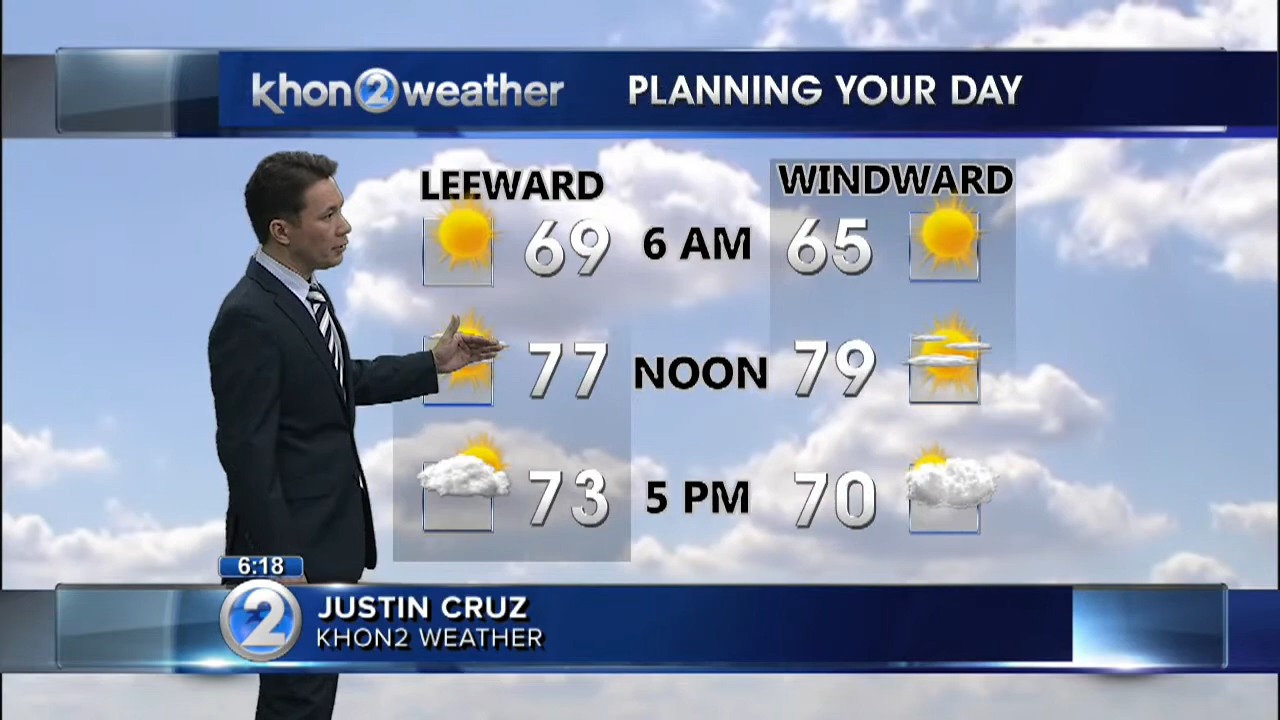 khon2weather PLANNING YOUR DAY
LEEWARD WINDWARD
69 6 AM 65
77 NOON 79
73 5 PM 70
6:18
2 JUSTIN CRUZ
KHON2 WEATHER